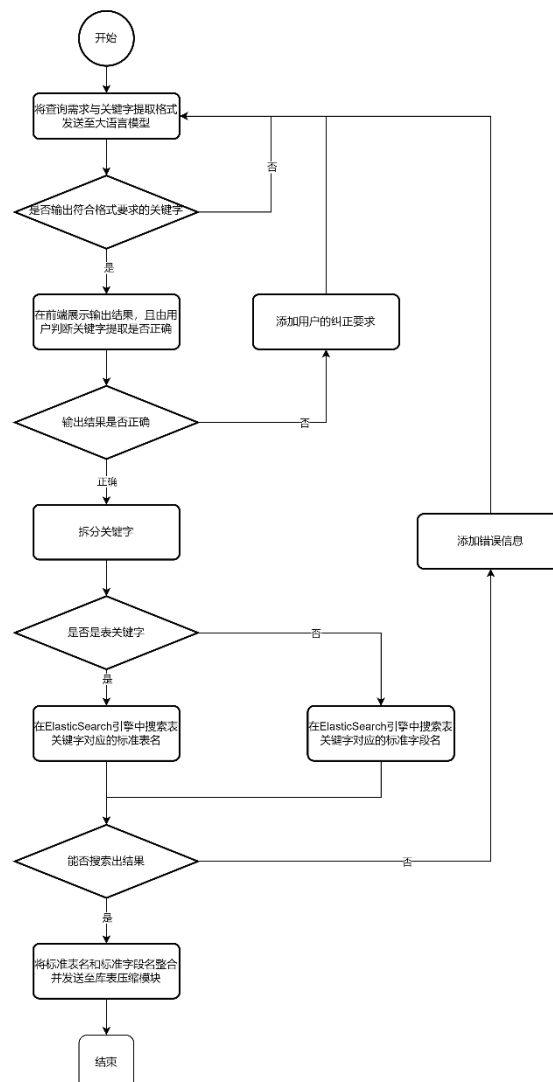 开始
将查询需求与关键字提取格式
发送至大语言模型
否
是否输出符合格式要求的关键字
是
在前端展示输出结果，且由用
户判断关键字提取是否正确
添加用户的纠正要求
输出结果是否正确
否
正确
拆分关键字
添加错误信息
是否是表关键字
否
是
在ElasticSearch引擎中搜索表
关键字对应的标准表名
在ElasticSearch引擎中搜索表
关键字对应的标准字段名
能否搜索出结果
否
是
将标准表名和标准字段名整合
并发送至库表压缩模块
结束